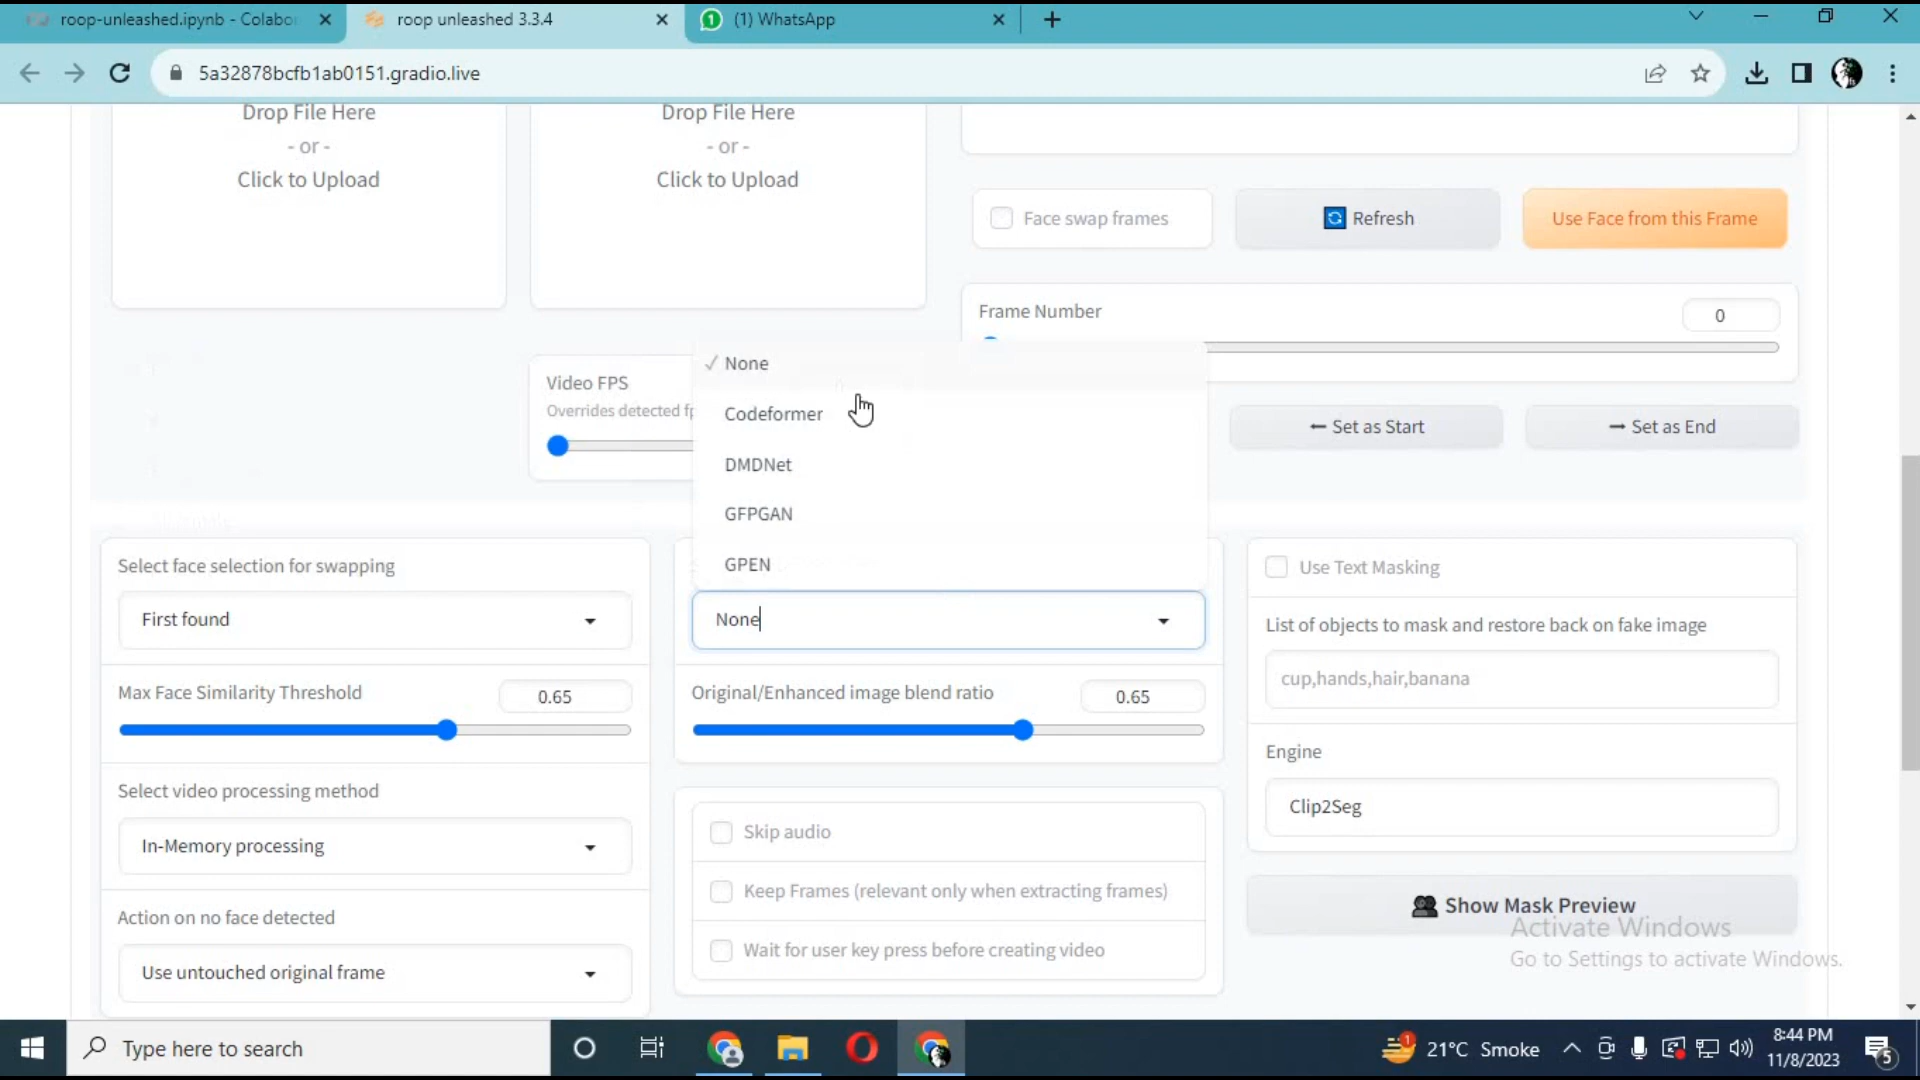 roop-unleashed.ipynb - Colabo
roop unleashed 3.3.4
1
(1) WhatsApp
5a32878bcfb1ab0151.gradio.live
Drop File Here
- or -
Click to Upload
Drop File Here
- or -
Click to Upload
Face swap frames
Refresh
Use Face from this Frame
Frame Number
0
Video FPS
Overrides detected fp
None
Codeformer
DMDNet
GFPGAN
GPEN
None
Set as Start
Set as End
Select face selection for swapping
First found
Max Face Similarity Threshold
0.65
Select video processing method
In-Memory processing
Action on no face detected
Use untouched original frame
Original/Enhanced image blend ratio
0.65
Skip audio
Keep Frames (relevant only when extracting frames)
Wait for user key press before creating video
Use Text Masking
List of objects to mask and restore back on fake image
cup,hands,hair,banana
Engine
Clip2Seg
Show Mask Preview
Activate Windows
Go to Settings to activate Windows.
Type here to search
1
21°C Smoke
8:44 PM
11/8/2023
5